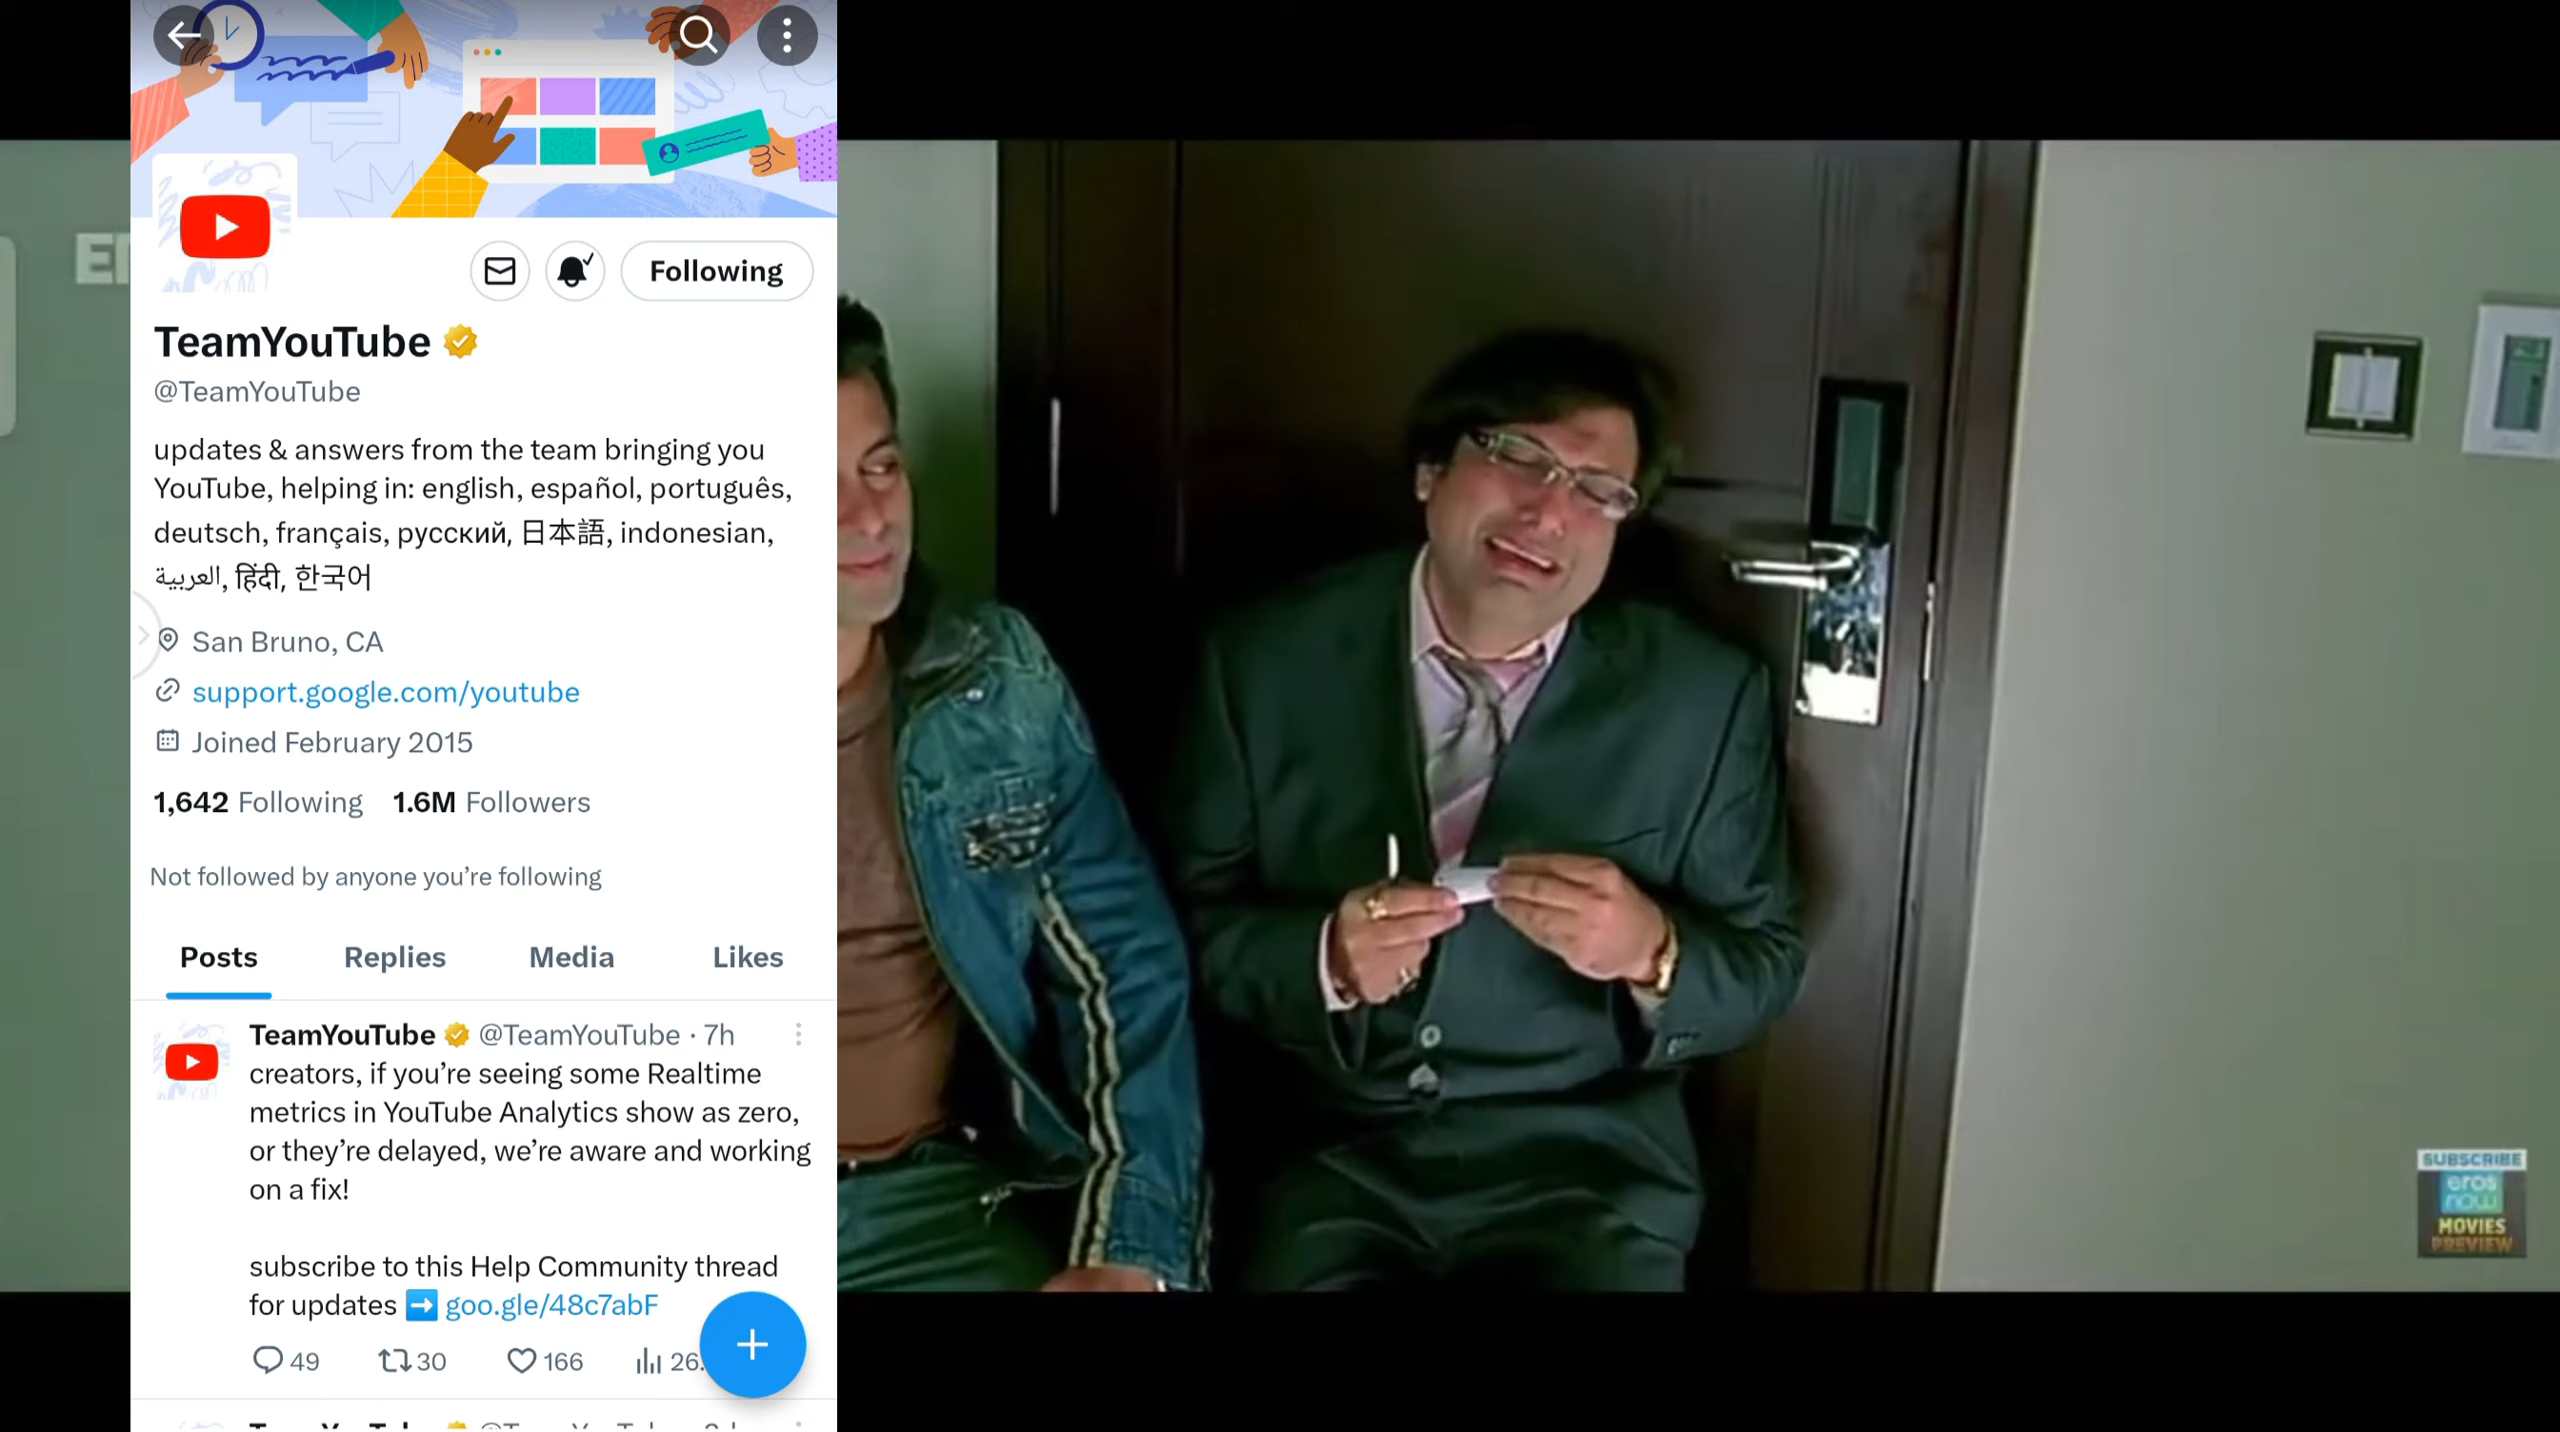 Following
TeamYouTube
@TeamYouTube
updates & answers from the team bringing you
YouTube, helping in: english, español, português,
deutsch, français, русский, 日本語, indonesian,
العربية, हिंदी, 한국어
San Bruno, CA
support.google.com/youtube
Joined February 2015
1,642 Following 1.6M Followers
Not followed by anyone you’re following
Posts Replies Media Likes
TeamYouTube @TeamYouTube · 7h
creators, if you’re seeing some Realtime
metrics in YouTube Analytics show as zero,
or they’re delayed, we’re aware and working
on a fix!
subscribe to this Help Community thread
for updates ➡️ goo.gle/48c7abF
49 30 166
SUBSCRIBE
eros
now
MOVIES
PREVIEW